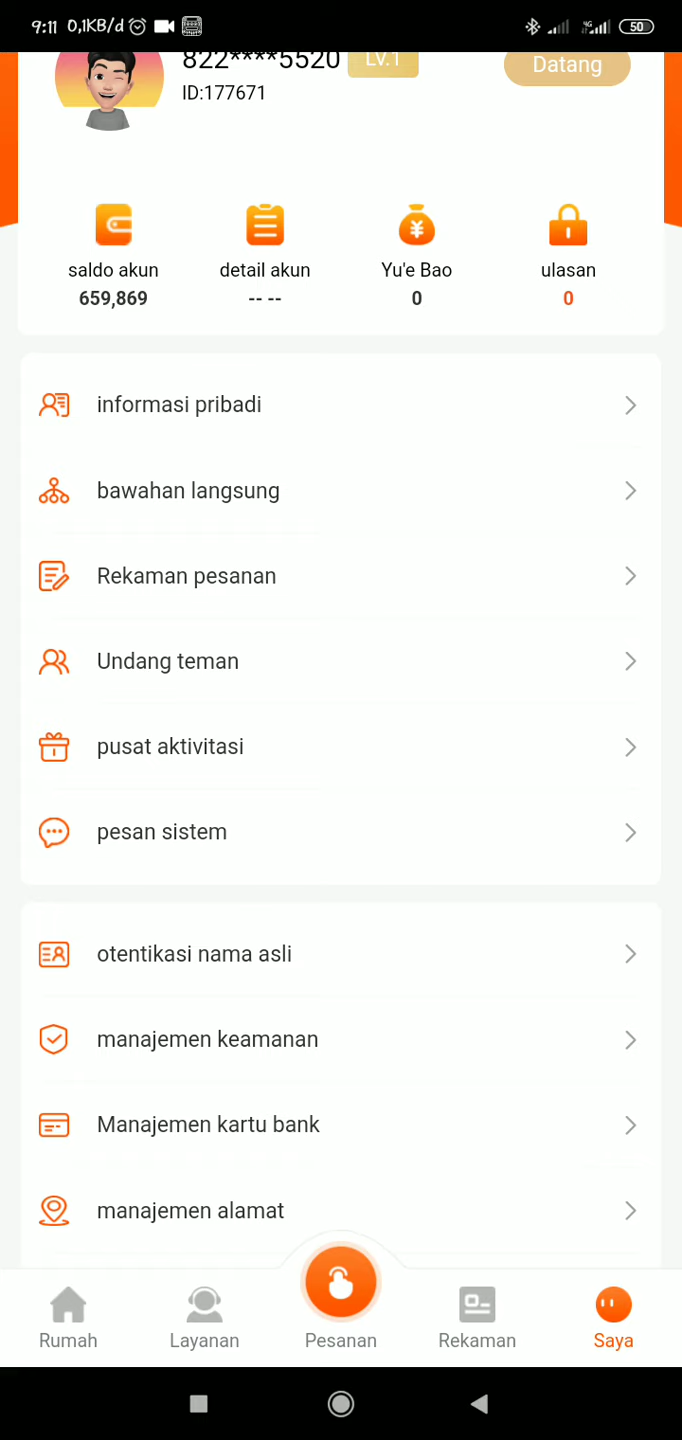 9:11 0,1KB/d 4G 50
822****5520 LV.1 Datang
ID:177671
saldo akun detail akun Yu'e Bao ulasan
659,869 -- -- 0 0
informasi pribadi
bawahan langsung
Rekaman pesanan
Undang teman
pusat aktivitasi
pesan sistem
otentikasi nama asli
manajemen keamanan
Manajemen kartu bank
manajemen alamat
Rumah Layanan Pesanan Rekaman Saya